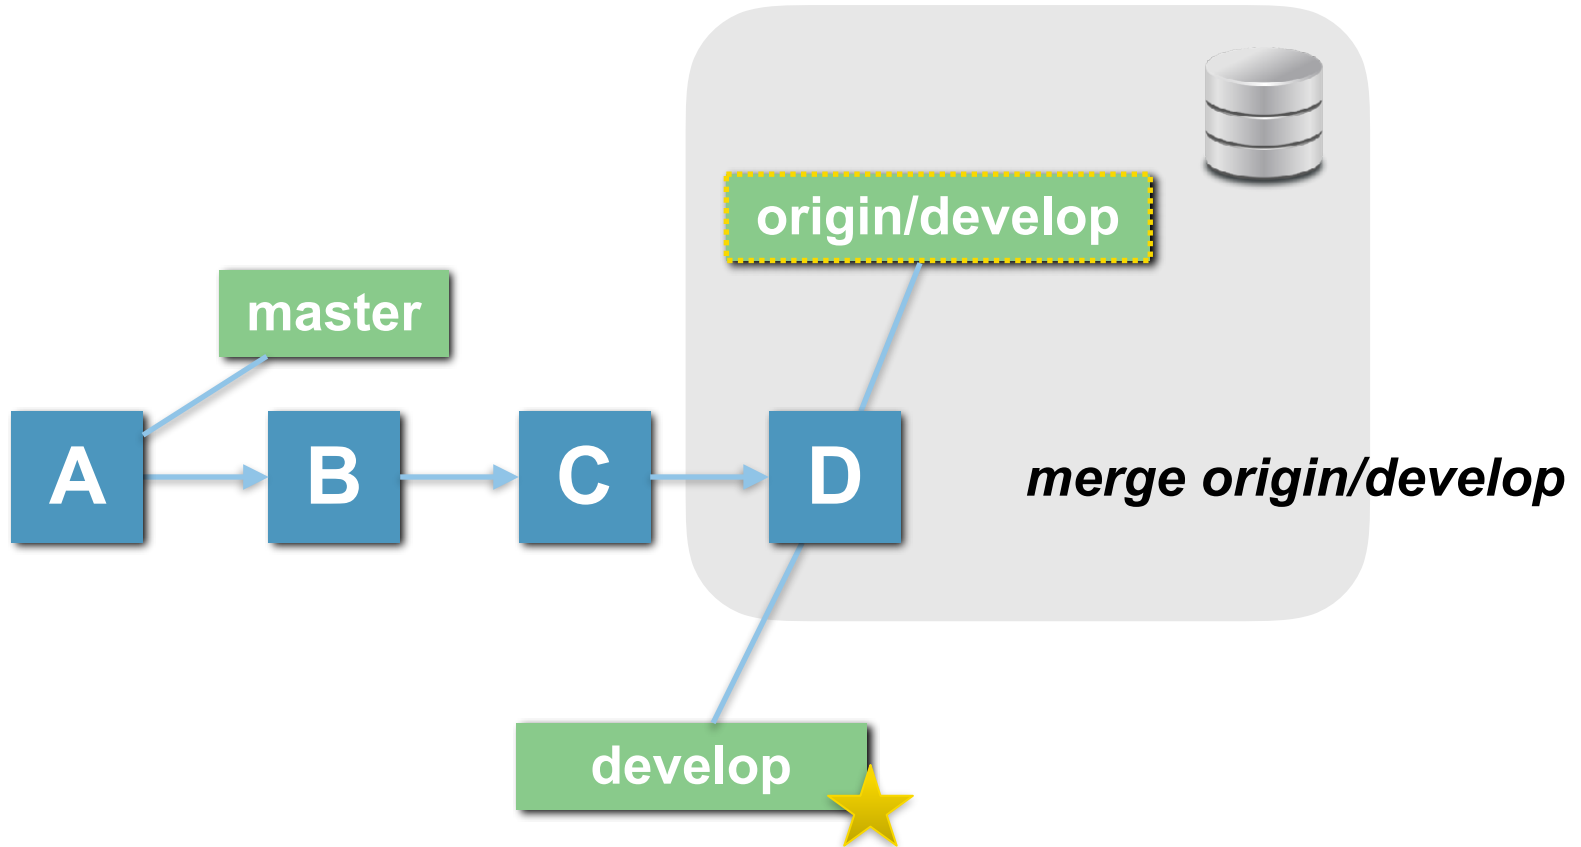 origin/develop
master
A
B
C
D
merge origin/develop
develop